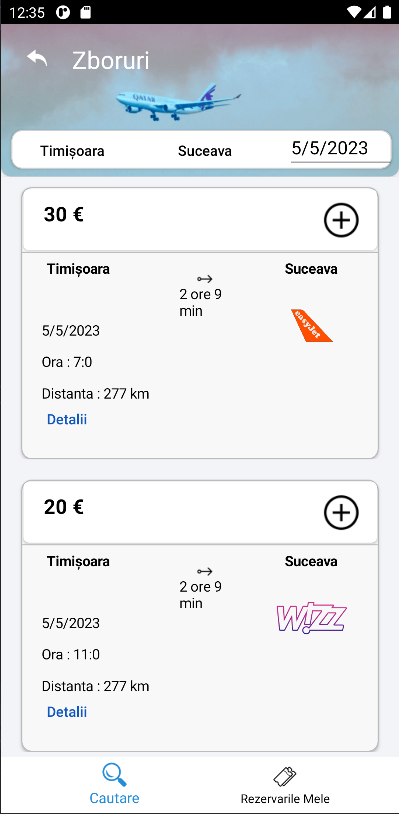 12:35
Zboruri
QATAR
Timișoara Suceava 5/5/2023
30 €
Timișoara Suceava
2 ore 9
min
easyJet
5/5/2023
Ora : 7:0
Distanta : 277 km
Detalii
20 €
Timișoara Suceava
2 ore 9
min
WIZZ
5/5/2023
Ora : 11:0
Distanta : 277 km
Detalii
Cautare Rezervarile Mele